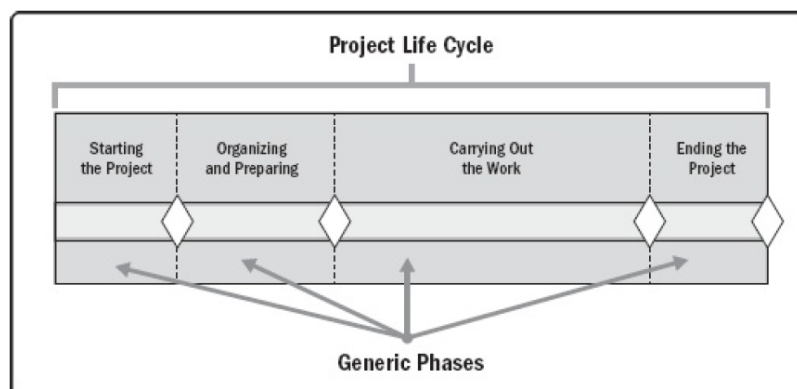 Project Life Cycle
Starting
the Project
Organizing
and Preparing
Carrying Out
the Work
Ending the
Project
Generic Phases